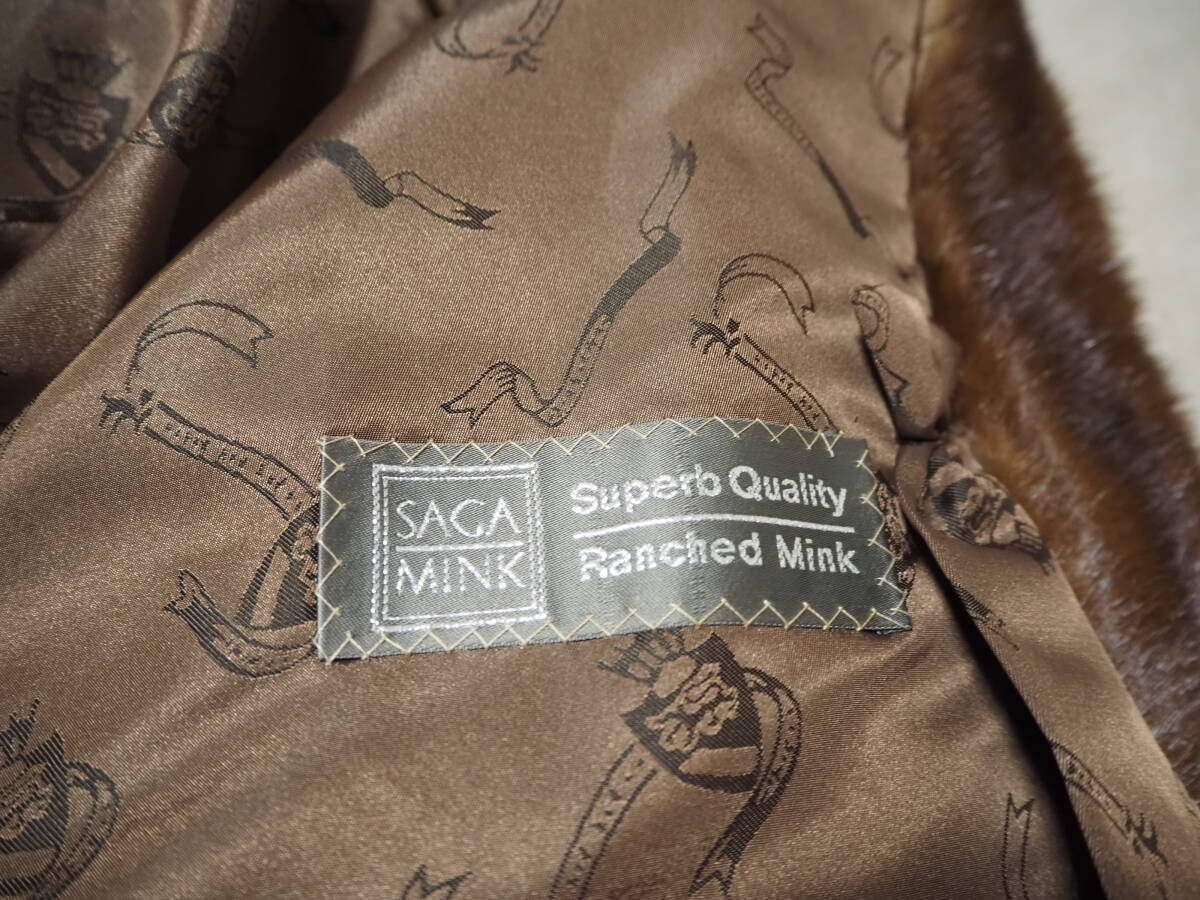 SAGA
MINK
Superb Quality
Ranched Mink